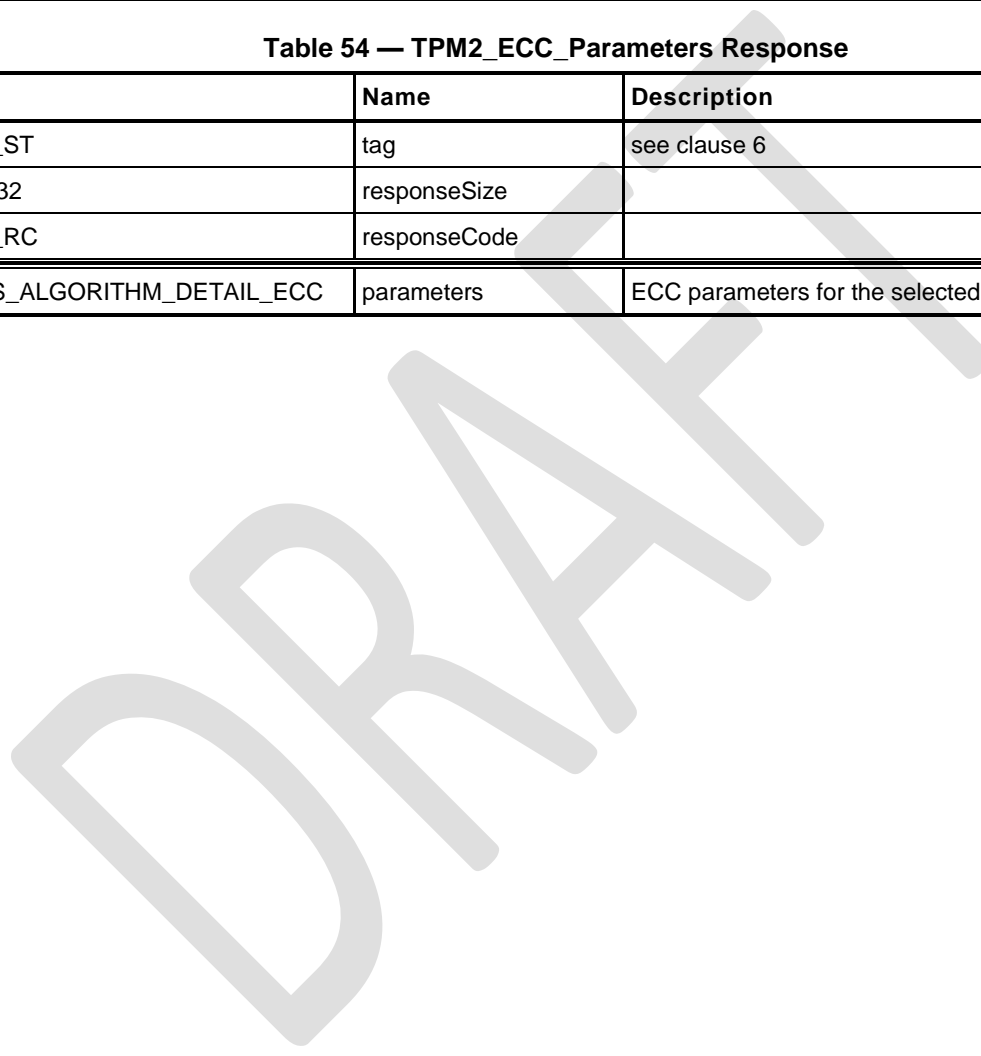 Table 54 — TPM2_ECC_Parameters Response
Name Description
_ST tag see clause 6
32 responseSize
_RC responseCode
S_ALGORITHM_DETAIL_ECC parameters ECC parameters for the selected
DRAFT